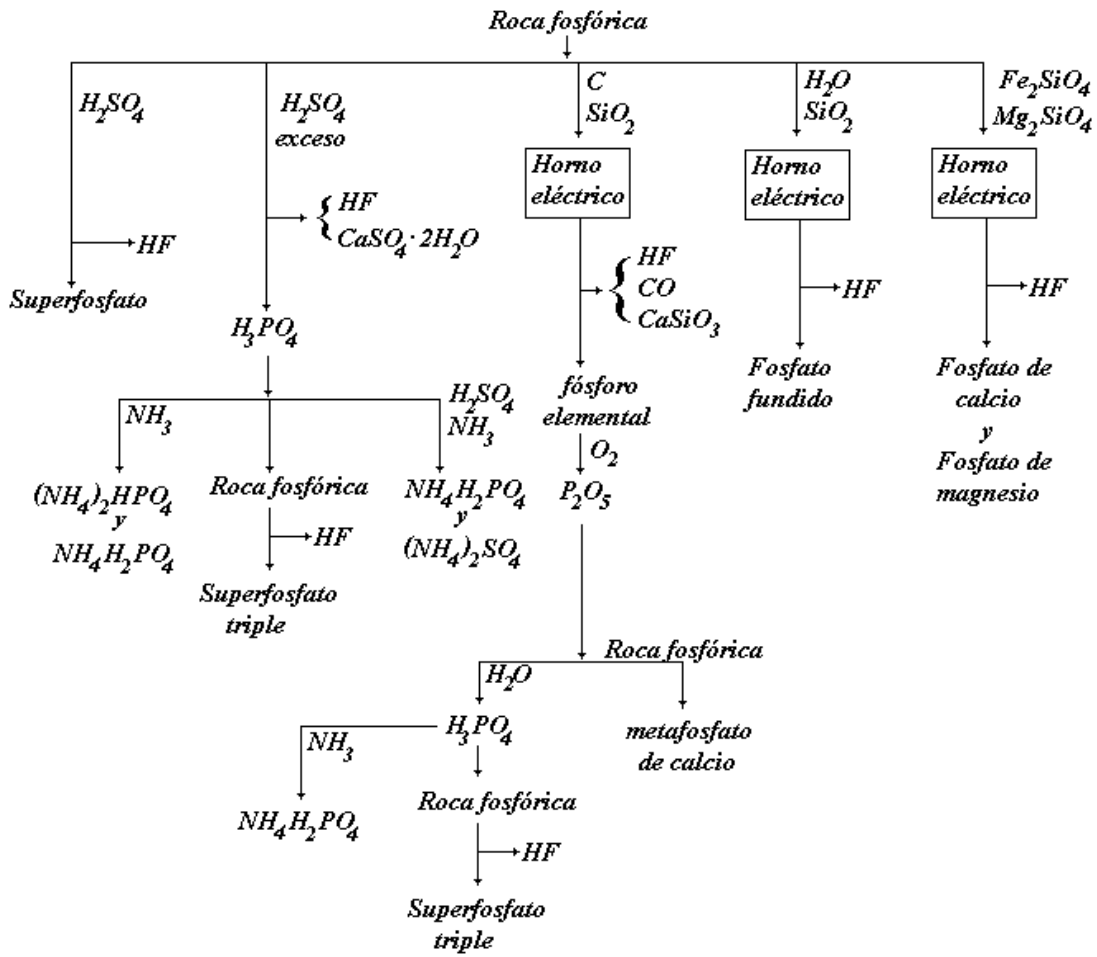 Roca fosfórica
H₂SO₄
H₂SO₄
exceso
C
SiO₂
H₂O
SiO₂
Fe₂SiO₄
Mg₂SiO₄
Horno
eléctrico
Horno
eléctrico
Horno
eléctrico
HF
HF
CaSO₄·2H₂O
HF
CO
CaSiO₃
HF
HF
Superfosfato
H₃PO₄
fósforo
elemental
Fosfato
fundido
Fosfato de
calcio
y
Fosfato de
magnesio
NH₃
H₂SO₄
NH₃
O₂
(NH₄)₂HPO₄
y
NH₄H₂PO₄
Roca fosfórica
HF
Superfosfato
triple
NH₄H₂PO₄
y
(NH₄)₂SO₄
P₂O₅
H₂O
Roca fosfórica
NH₃
H₃PO₄
metafosfato
de calcio
NH₄H₂PO₄
Roca fosfórica
HF
Superfosfato
triple